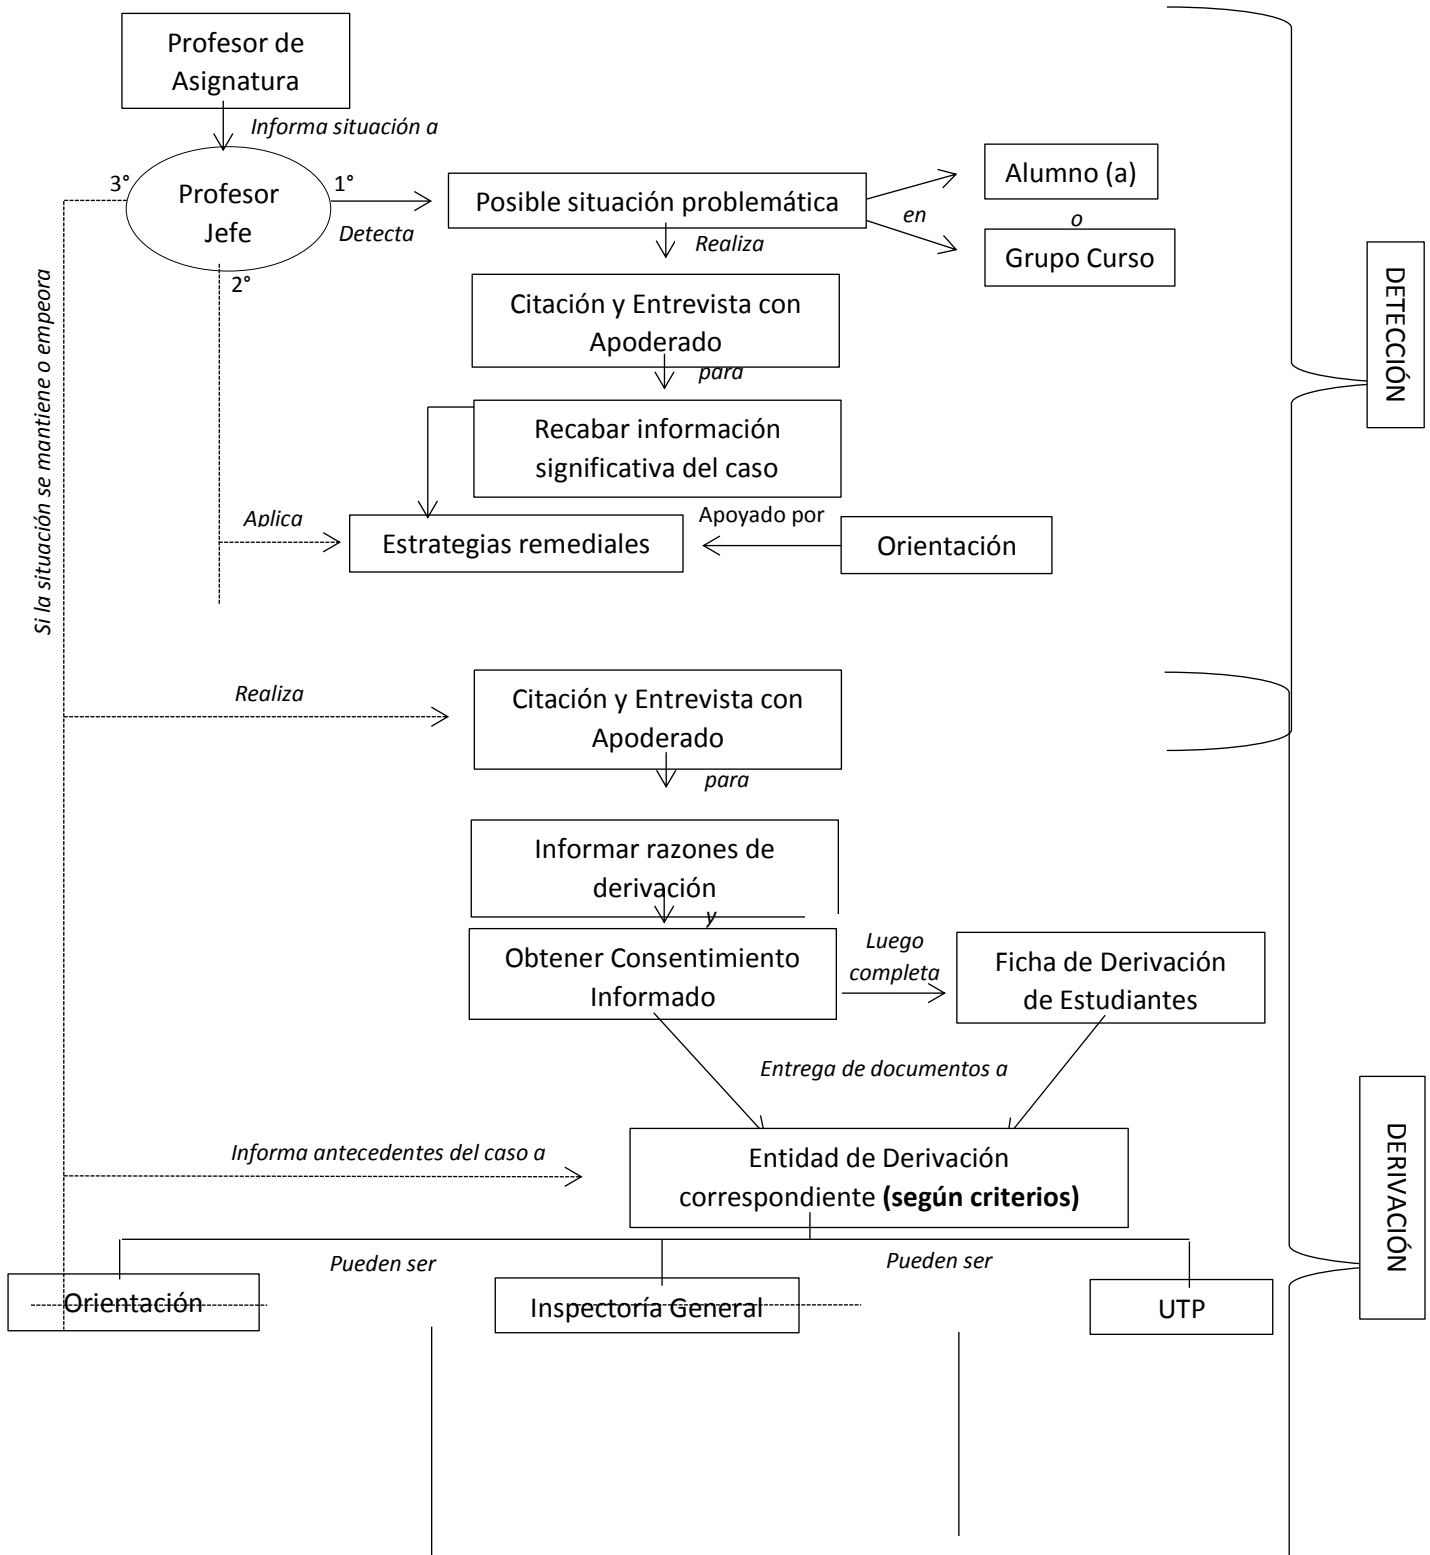 Profesor de
Asignatura
Informa situación a
3°
Profesor
Jefe
1°
Detecta
2°
Posible situación problemática
en
Alumno (a)
o
Grupo Curso
Realiza
Citación y Entrevista con
Apoderado
para
Recabar información
significativa del caso
Aplica
Estrategias remediales
Apoyado por
Orientación
DETECCIÓN
Si la situación se mantiene o empeora
Realiza
Citación y Entrevista con
Apoderado
para
Informar razones de
derivación
y
Obtener Consentimiento
Informado
Luego
completa
Ficha de Derivación
de Estudiantes
Entrega de documentos a
Informa antecedentes del caso a
Entidad de Derivación
correspondiente (según criterios)
DERIVACIÓN
Pueden ser
Pueden ser
Orientación
Inspectoría General
UTP